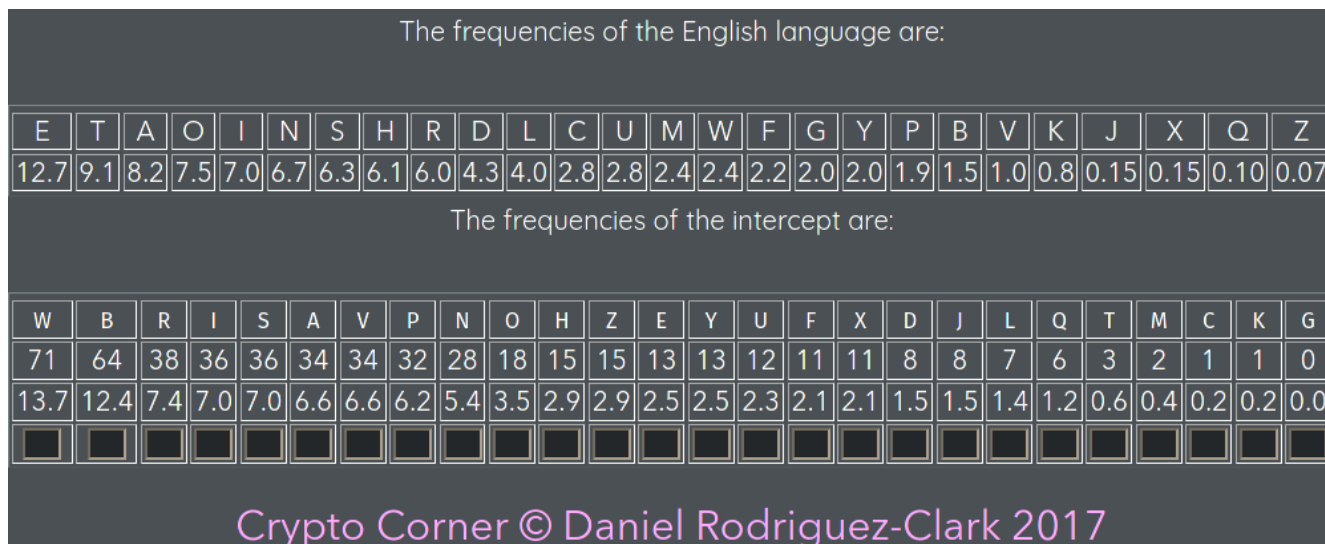 The frequencies of the English language are:
E T A O I N S H R D L C U M W F G Y P B V K J X Q Z
12.7 9.1 8.2 7.5 7.0 6.7 6.3 6.1 6.0 4.3 4.0 2.8 2.8 2.4 2.4 2.2 2.0 2.0 1.9 1.5 1.0 0.8 0.15 0.15 0.10 0.07
The frequencies of the intercept are:
W B R I S A V P N O H Z E Y U F X D J L Q T M C K G
71 64 38 36 36 34 34 32 28 18 15 15 13 13 12 11 11 8 8 7 6 3 2 1 1 0
13.7 12.4 7.4 7.0 7.0 6.6 6.6 6.2 5.4 3.5 2.9 2.9 2.5 2.5 2.3 2.1 2.1 1.5 1.5 1.4 1.2 0.6 0.4 0.2 0.2 0.0
Crypto Corner © Daniel Rodriguez-Clark 2017